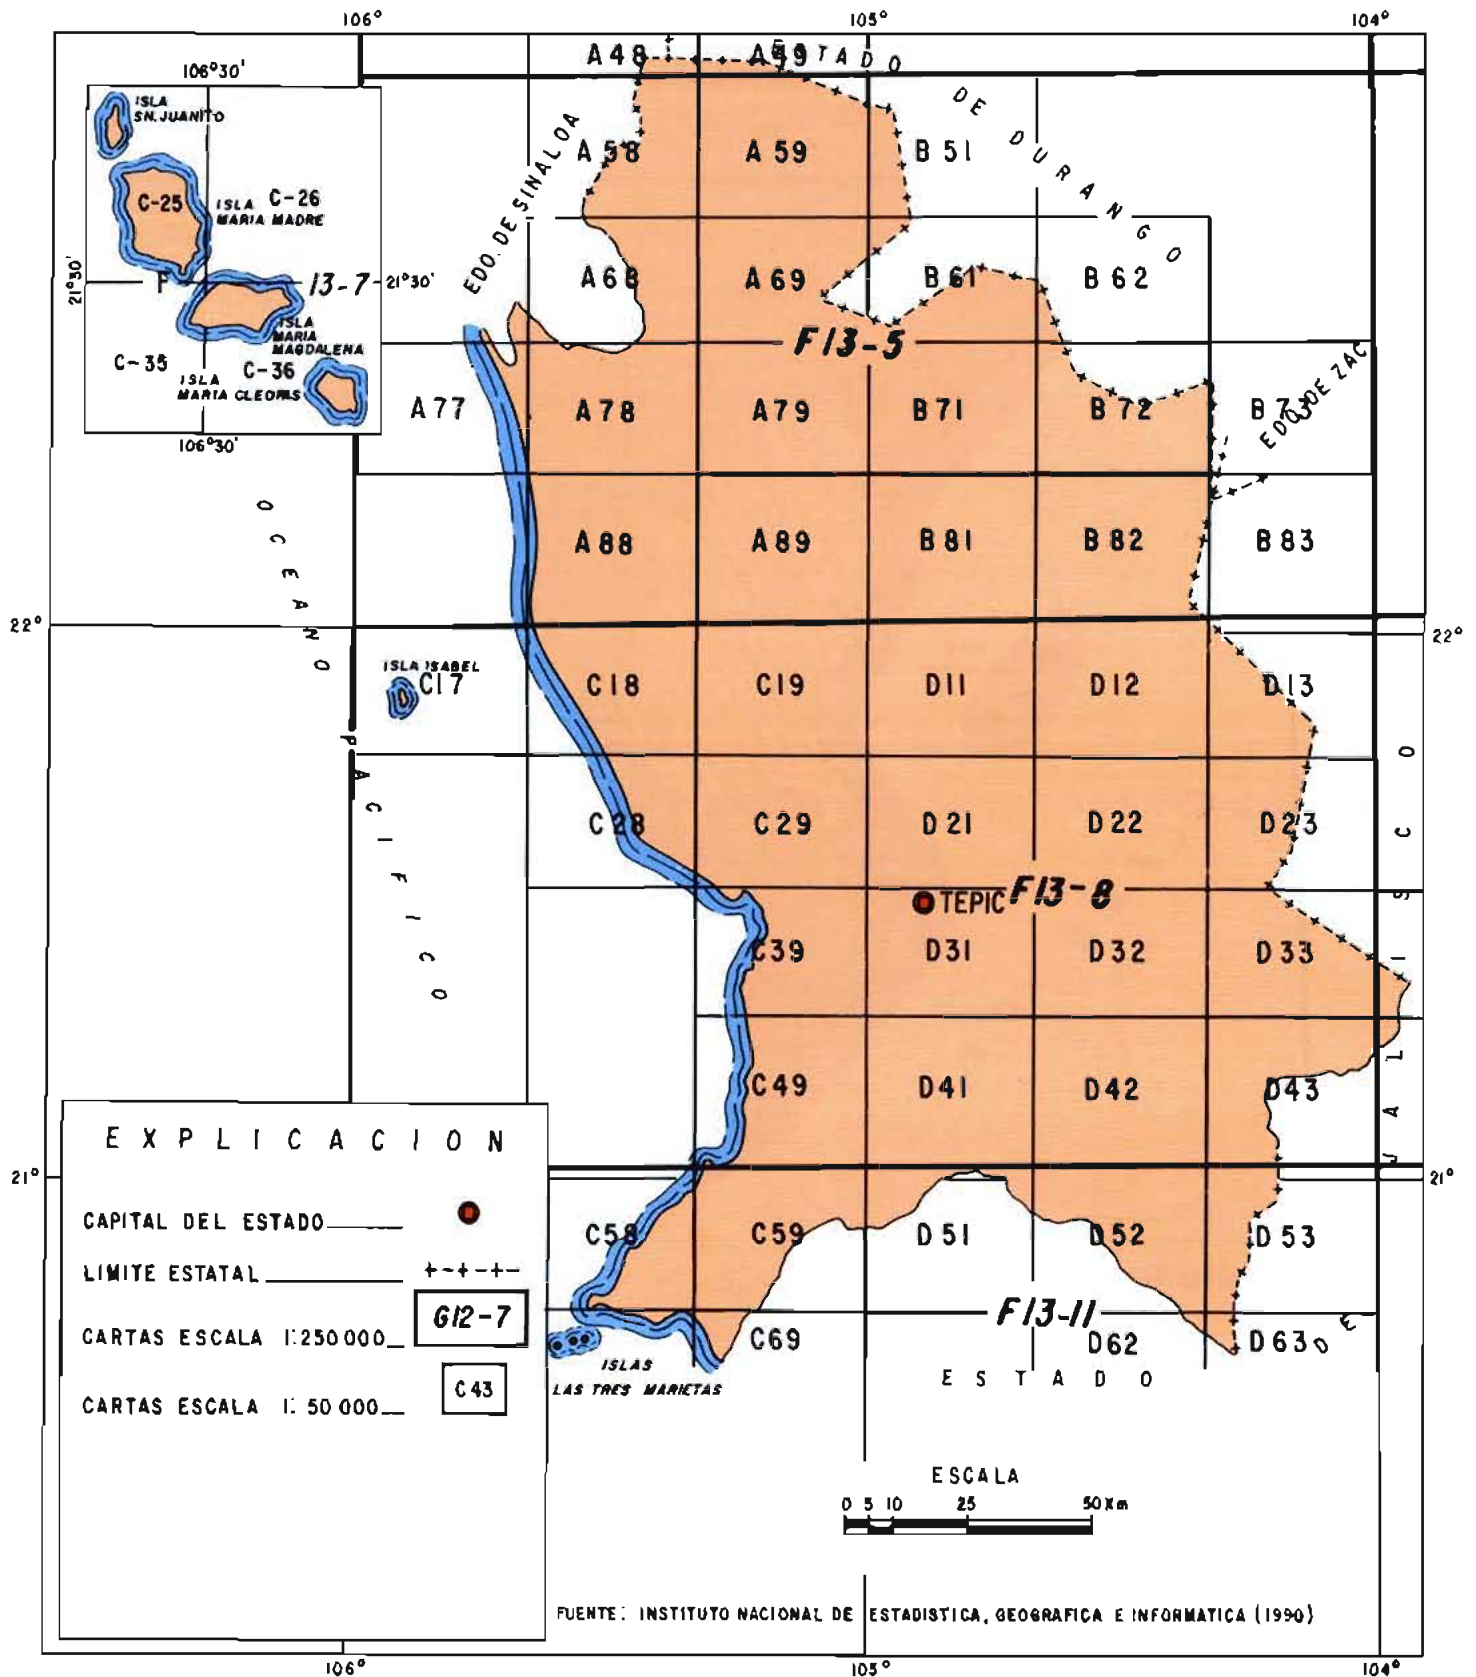 106° 105° 104°
A48 A49 ESTADO
DE DURANGO
106°30'
ISLA
SN. JUANITO
EDO. DE SINALOA
A58 A59 B51
C-25 ISLA C-26
MARIA MADRE
21°30' F 13-7 21°30'
A68 A69 B61 B62
ISLA
MARIA
MAGDALENA
F13-5
C-35 C-36
ISLA
MARIA CLEOFAS
106°30'
EDO. DE ZAC
A77 A78 A79 B71 B72 B73
OCEANO PACIFICO
A88 A89 B81 B82 B83
22° 22°
ISLA ISABEL
C17 C18 C19 D11 D12 D13
C28 C29 D21 D22 D23
TEPIC F13-8
C39 D31 D32 D33
C49 D41 D42 D43
21° 21°
C58 C59 D51 D52 D53
F13-11
C69 D62 D63
ISLAS
LAS TRES MARIETAS
ESTADO DE JALISCO
EXPLICACION
CAPITAL DEL ESTADO
LIMITE ESTATAL
CARTAS ESCALA 1:250 000 G12-7
CARTAS ESCALA 1: 50 000 C43
ESCALA
0 5 10 25 50 Km
FUENTE: INSTITUTO NACIONAL DE ESTADISTICA, GEOGRAFICA E INFORMATICA (1990)
106° 105° 104°